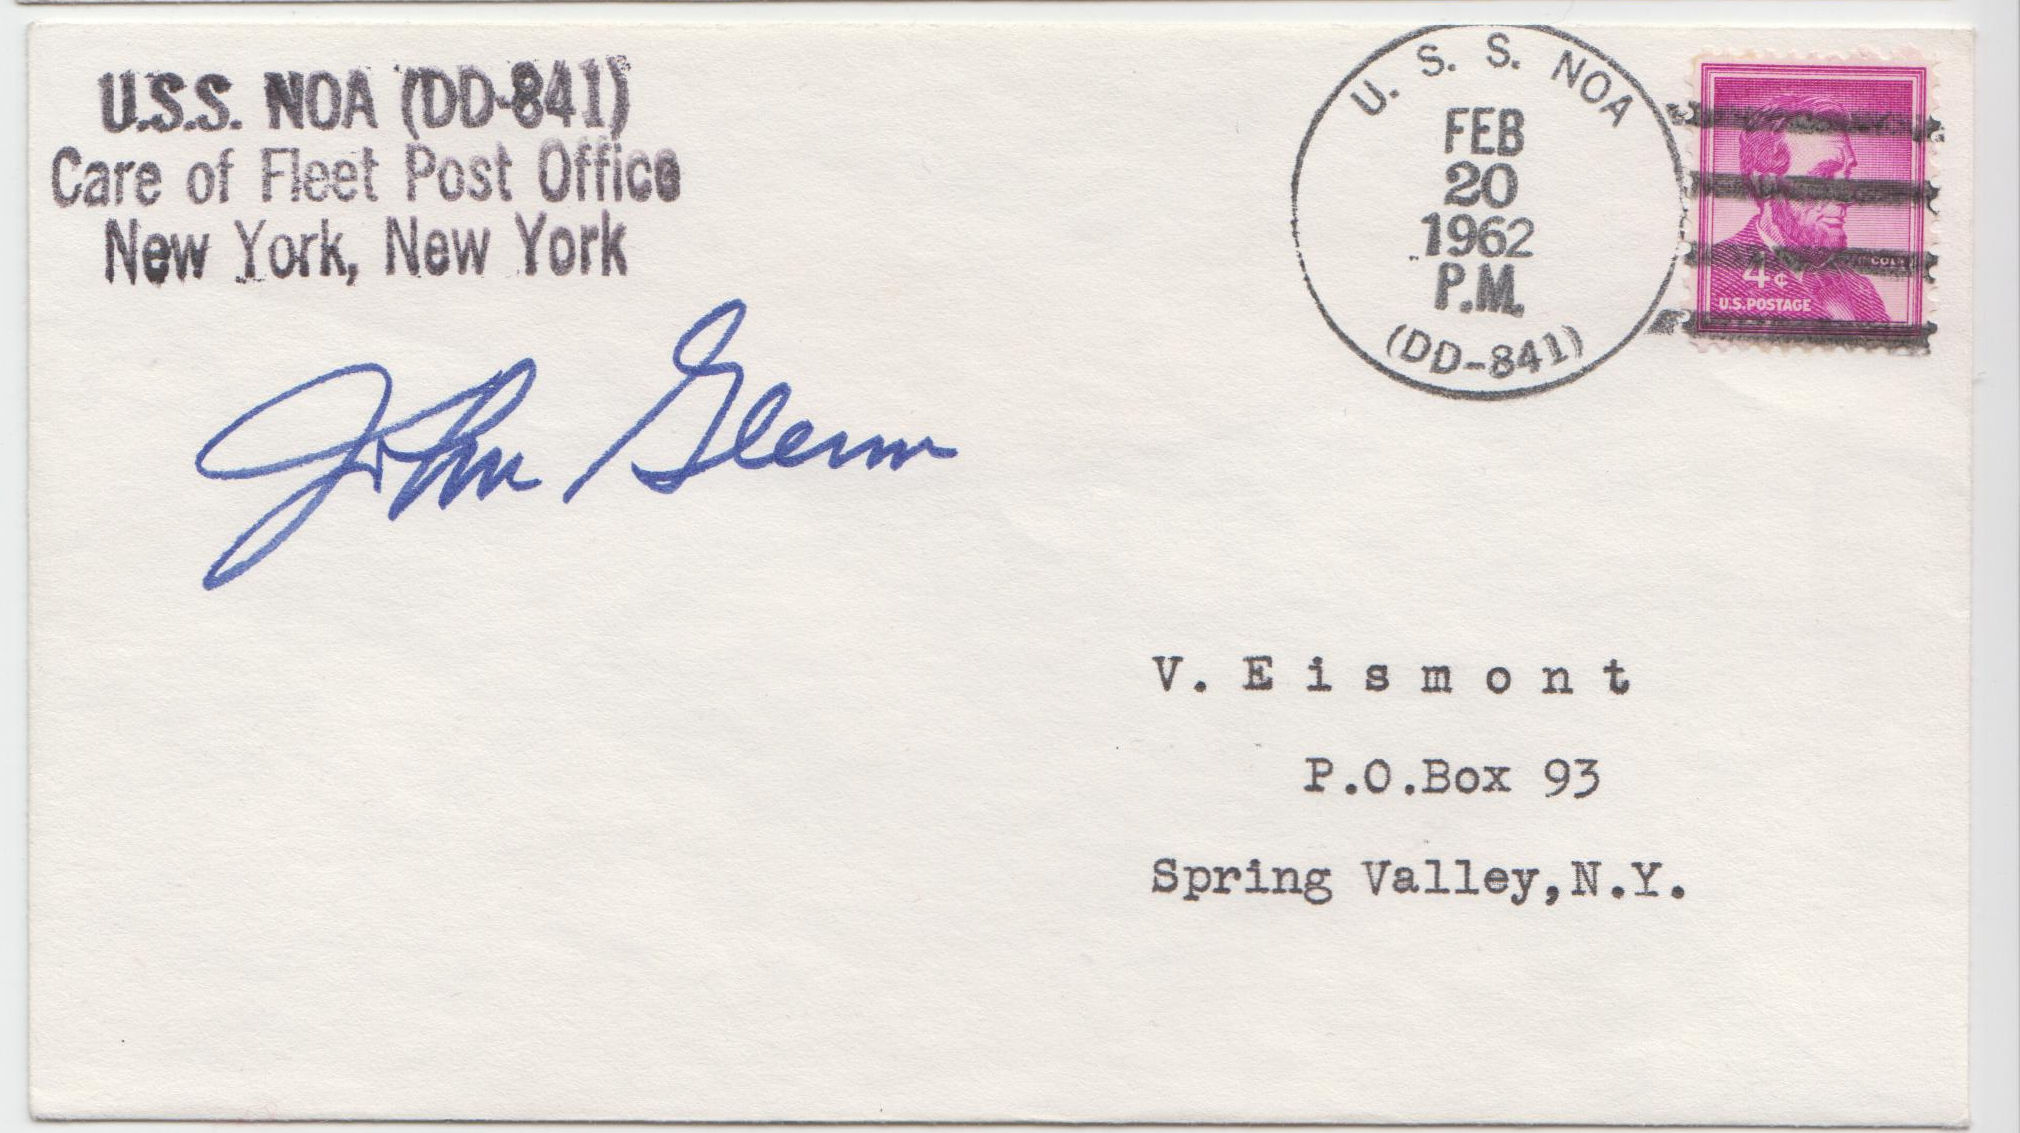 U.S.S. NOA (DD-841)
Care of Fleet Post Office
New York, New York
U. S. S. NOA
FEB
20
1962
P.M.
(DD-841)
4¢
U.S. POSTAGE
John Glenn
V. Eismont
P.O.Box 93
Spring Valley,N.Y.